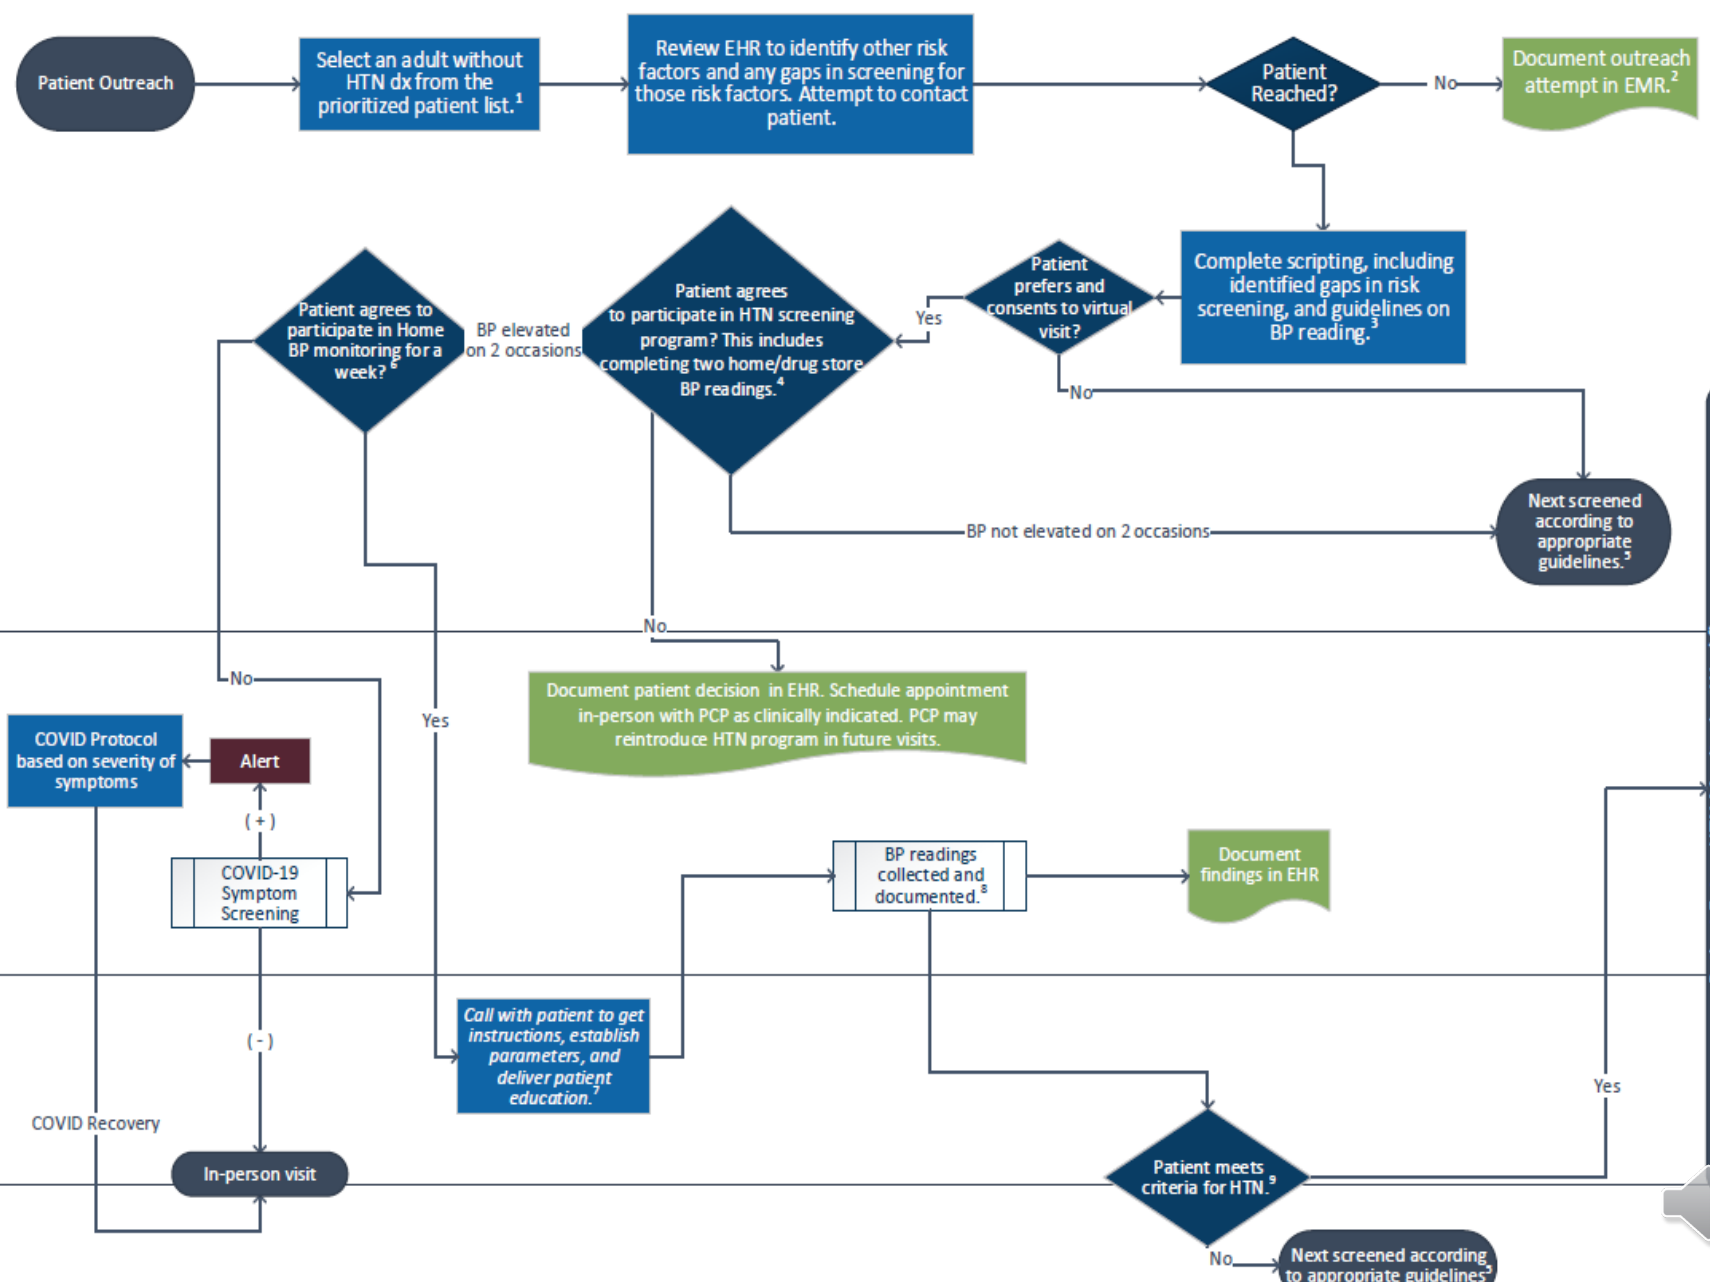 Patient Outreach
Select an adult without
HTN dx from the
prioritized patient list.¹
Review EHR to identify other risk
factors and any gaps in screening for
those risk factors. Attempt to contact
patient.
Patient
Reached?
No
Document outreach
attempt in EMR.²
Patient agrees to
participate in Home
BP monitoring for a
week? ⁶
BP elevated
on 2 occasions
Patient agrees
to participate in HTN screening
program? This includes
completing two home/drug store
BP readings.⁴
Yes
Patient
prefers and
consents to virtual
visit?
No
Complete scripting, including
identified gaps in risk
screening, and guidelines on
BP reading.³
Next screened
according to
appropriate
guidelines.⁵
BP not elevated on 2 occasions
No
No
Document patient decision in EHR. Schedule appointment
in-person with PCP as clinically indicated. PCP may
reintroduce HTN program in future visits.
Yes
COVID Protocol
based on severity of
symptoms
Alert
( + )
COVID-19
Symptom
Screening
BP readings
collected and
documented.⁸
Document
findings in EHR
( - )
Call with patient to get
instructions, establish
parameters, and
deliver patient
education.⁷
COVID Recovery
In-person visit
Yes
Patient meets
criteria for HTN.⁹
No
Next screened according
to appropriate guidelines⁵